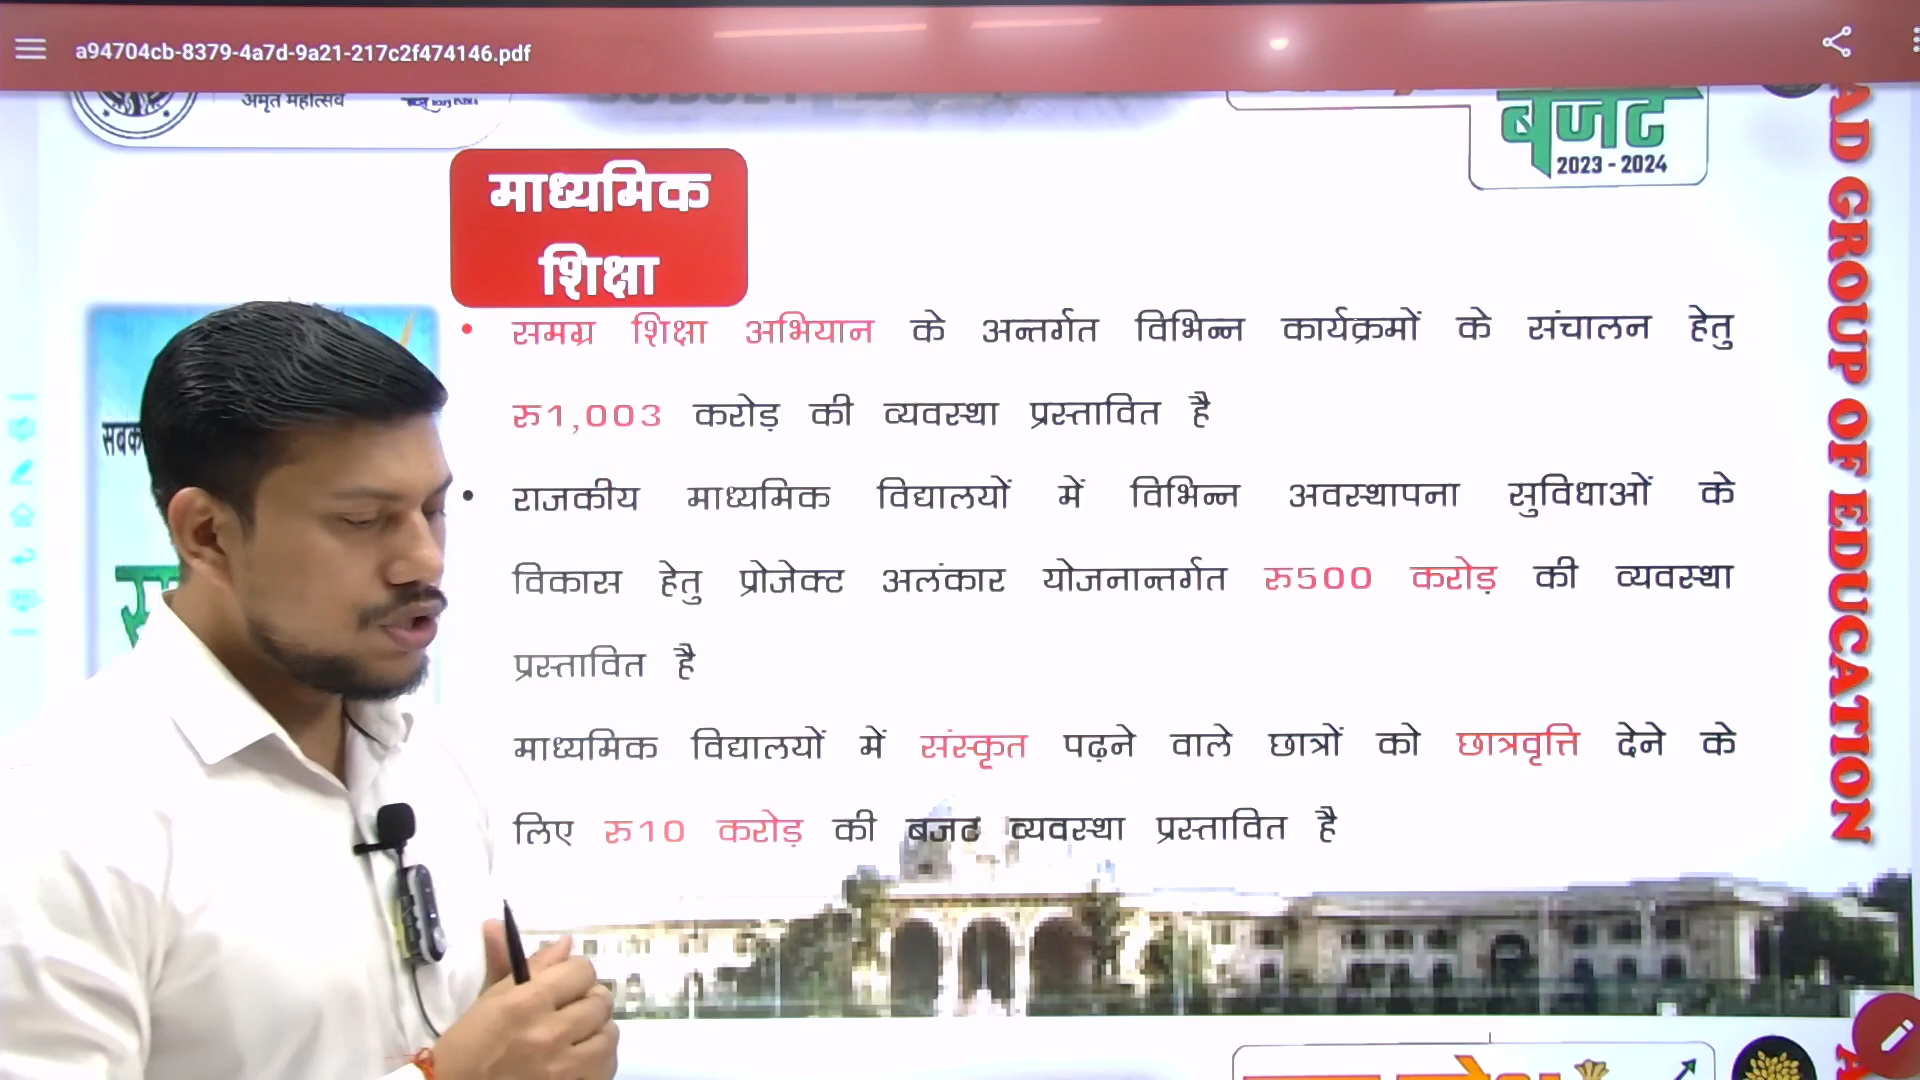 a94704cb-8379-4a7d-9a21-217c2f474146.pdf
अमृत महोत्सव
बजट
2023 - 2024
माध्यमिक
शिक्षा
• समग्र शिक्षा अभियान के अन्तर्गत विभिन्न कार्यक्रमों के संचालन हेतु
रु1,003 करोड़ की व्यवस्था प्रस्तावित है
• राजकीय माध्यमिक विद्यालयों में विभिन्न अवस्थापना सुविधाओं के
विकास हेतु प्रोजेक्ट अलंकार योजनान्तर्गत रु500 करोड़ की व्यवस्था
प्रस्तावित है
माध्यमिक विद्यालयों में संस्कृत पढ़ने वाले छात्रों को छात्रवृत्ति देने के
लिए रु10 करोड़ की बजट व्यवस्था प्रस्तावित है
AD GROUP OF EDUCATION